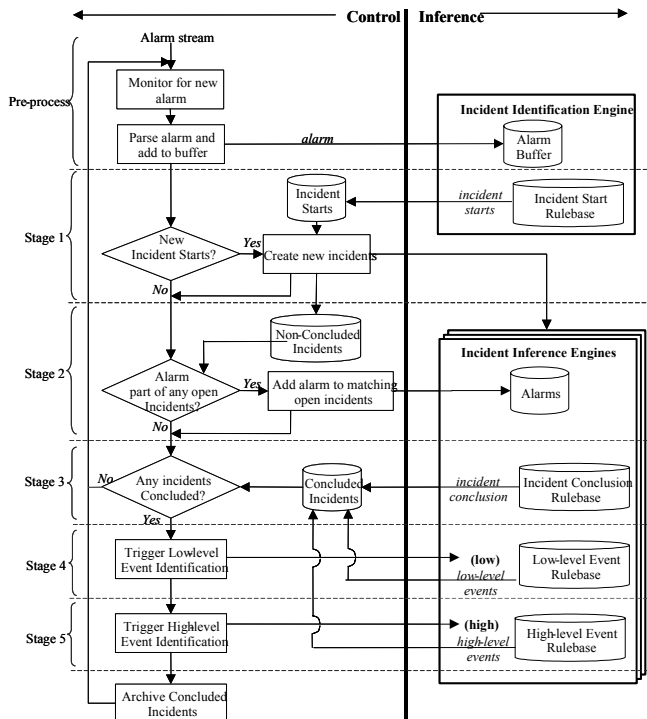 Control
Inference
Alarm stream
Pre-process
Monitor for new
alarm
Parse alarm and
add to buffer
alarm
Incident Identification Engine
Alarm
Buffer
Stage 1
Incident
Starts
incident
starts
Incident Start
Rulebase
New
Incident Starts?
Yes
Create new incidents
No
Stage 2
Non-Concluded
Incidents
Incident Inference Engines
Alarm
part of any open
Incidents?
Yes
Add alarm to matching
open incidents
Alarms
No
Stage 3
No
Any incidents
Concluded?
Concluded
Incidents
incident
conclusion
Incident Conclusion
Rulebase
Yes
Stage 4
Trigger Low-level
Event Identification
(low)
low-level
events
Low-level Event
Rulebase
Stage 5
Trigger High-level
Event Identification
(high)
high-level
events
High-level Event
Rulebase
Archive Concluded
Incidents